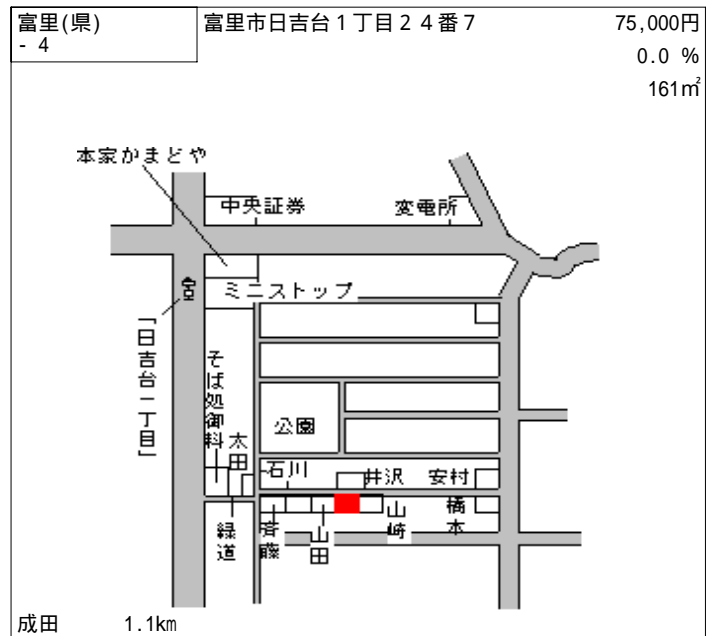 富里(県)
- 4
富里市日吉台1丁目24番7
75,000円
0.0 %
161㎡
本家かまどや
中央証券
変電所
ミニストップ
「日吉台一丁目」
そば処御料
太田
公園
石川
井沢
安村
緑道
斉藤
山田
山崎
橋本
成田 1.1km